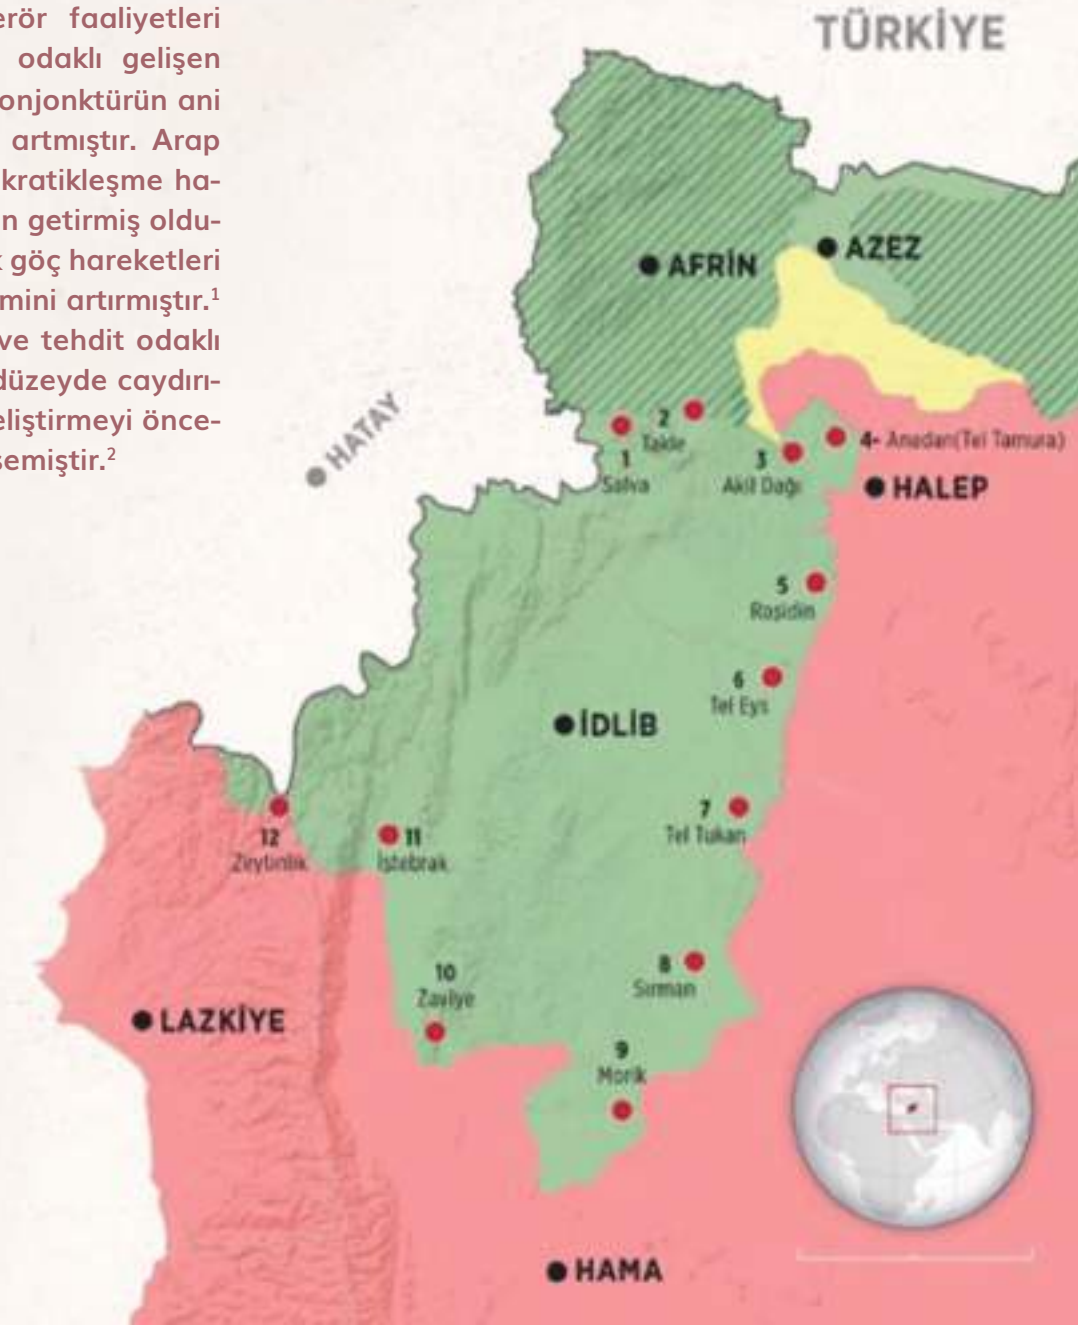 erör faaliyetleri
odaklı gelişen
onjonktürün ani
artmıştır. Arap
kratikleşme ha-
n getirmiş oldu-
k göç hareketleri
mini artırmıştır.¹
ve tehdit odaklı
düzeyde caydırı-
eliştirmeyi önce-
semiştir.²
TÜRKİYE
AFRİN
AZEZ
HATAY
2
Takle
1
Salva
3
Akil Dağı
4- Anadan(Tel Tamura)
HALEP
5
Raşidin
6
Tel Eys
İDLİB
7
Tel Tukan
12
Zeytinlik
11
İştebrak
10
Zaviye
8
Sırman
LAZKİYE
9
Morik
HAMA